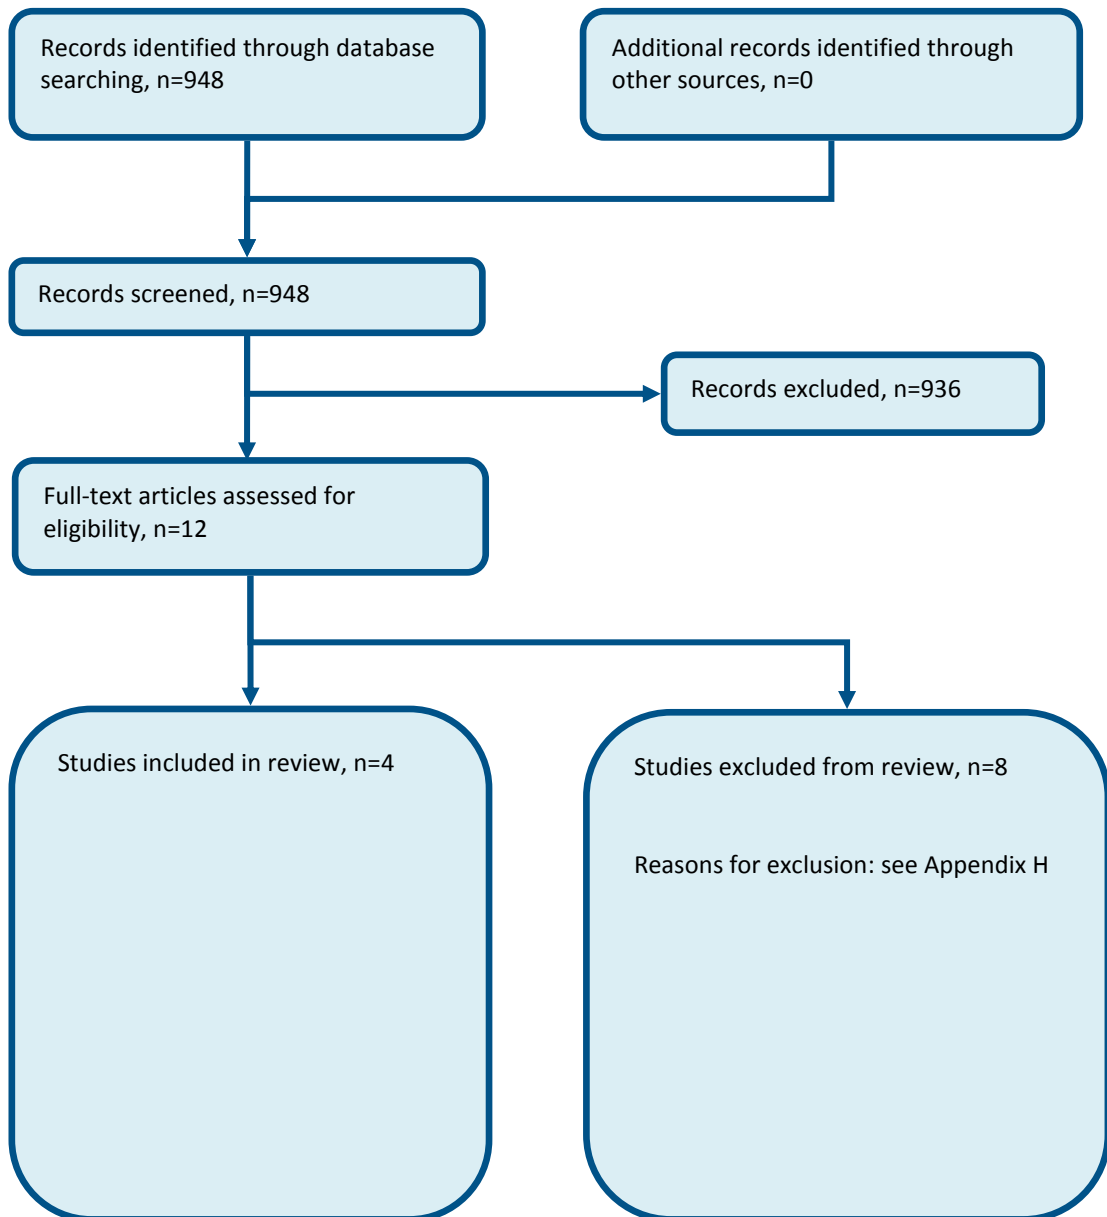 Records identified through database
searching, n=948
Additional records identified through
other sources, n=0
Records screened, n=948
Records excluded, n=936
Full-text articles assessed for
eligibility, n=12
Studies included in review, n=4
Studies excluded from review, n=8
Reasons for exclusion: see Appendix H